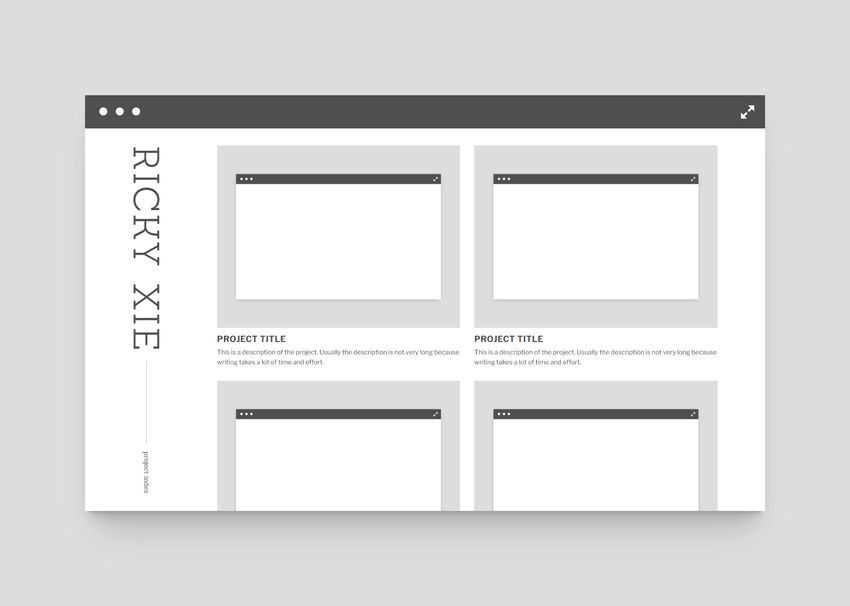 RICKY XIE
project index
PROJECT TITLE
This is a description of the project. Usually the description is not very long because
writing takes a lot of time and effort.
PROJECT TITLE
This is a description of the project. Usually the description is not very long because
writing takes a lot of time and effort.